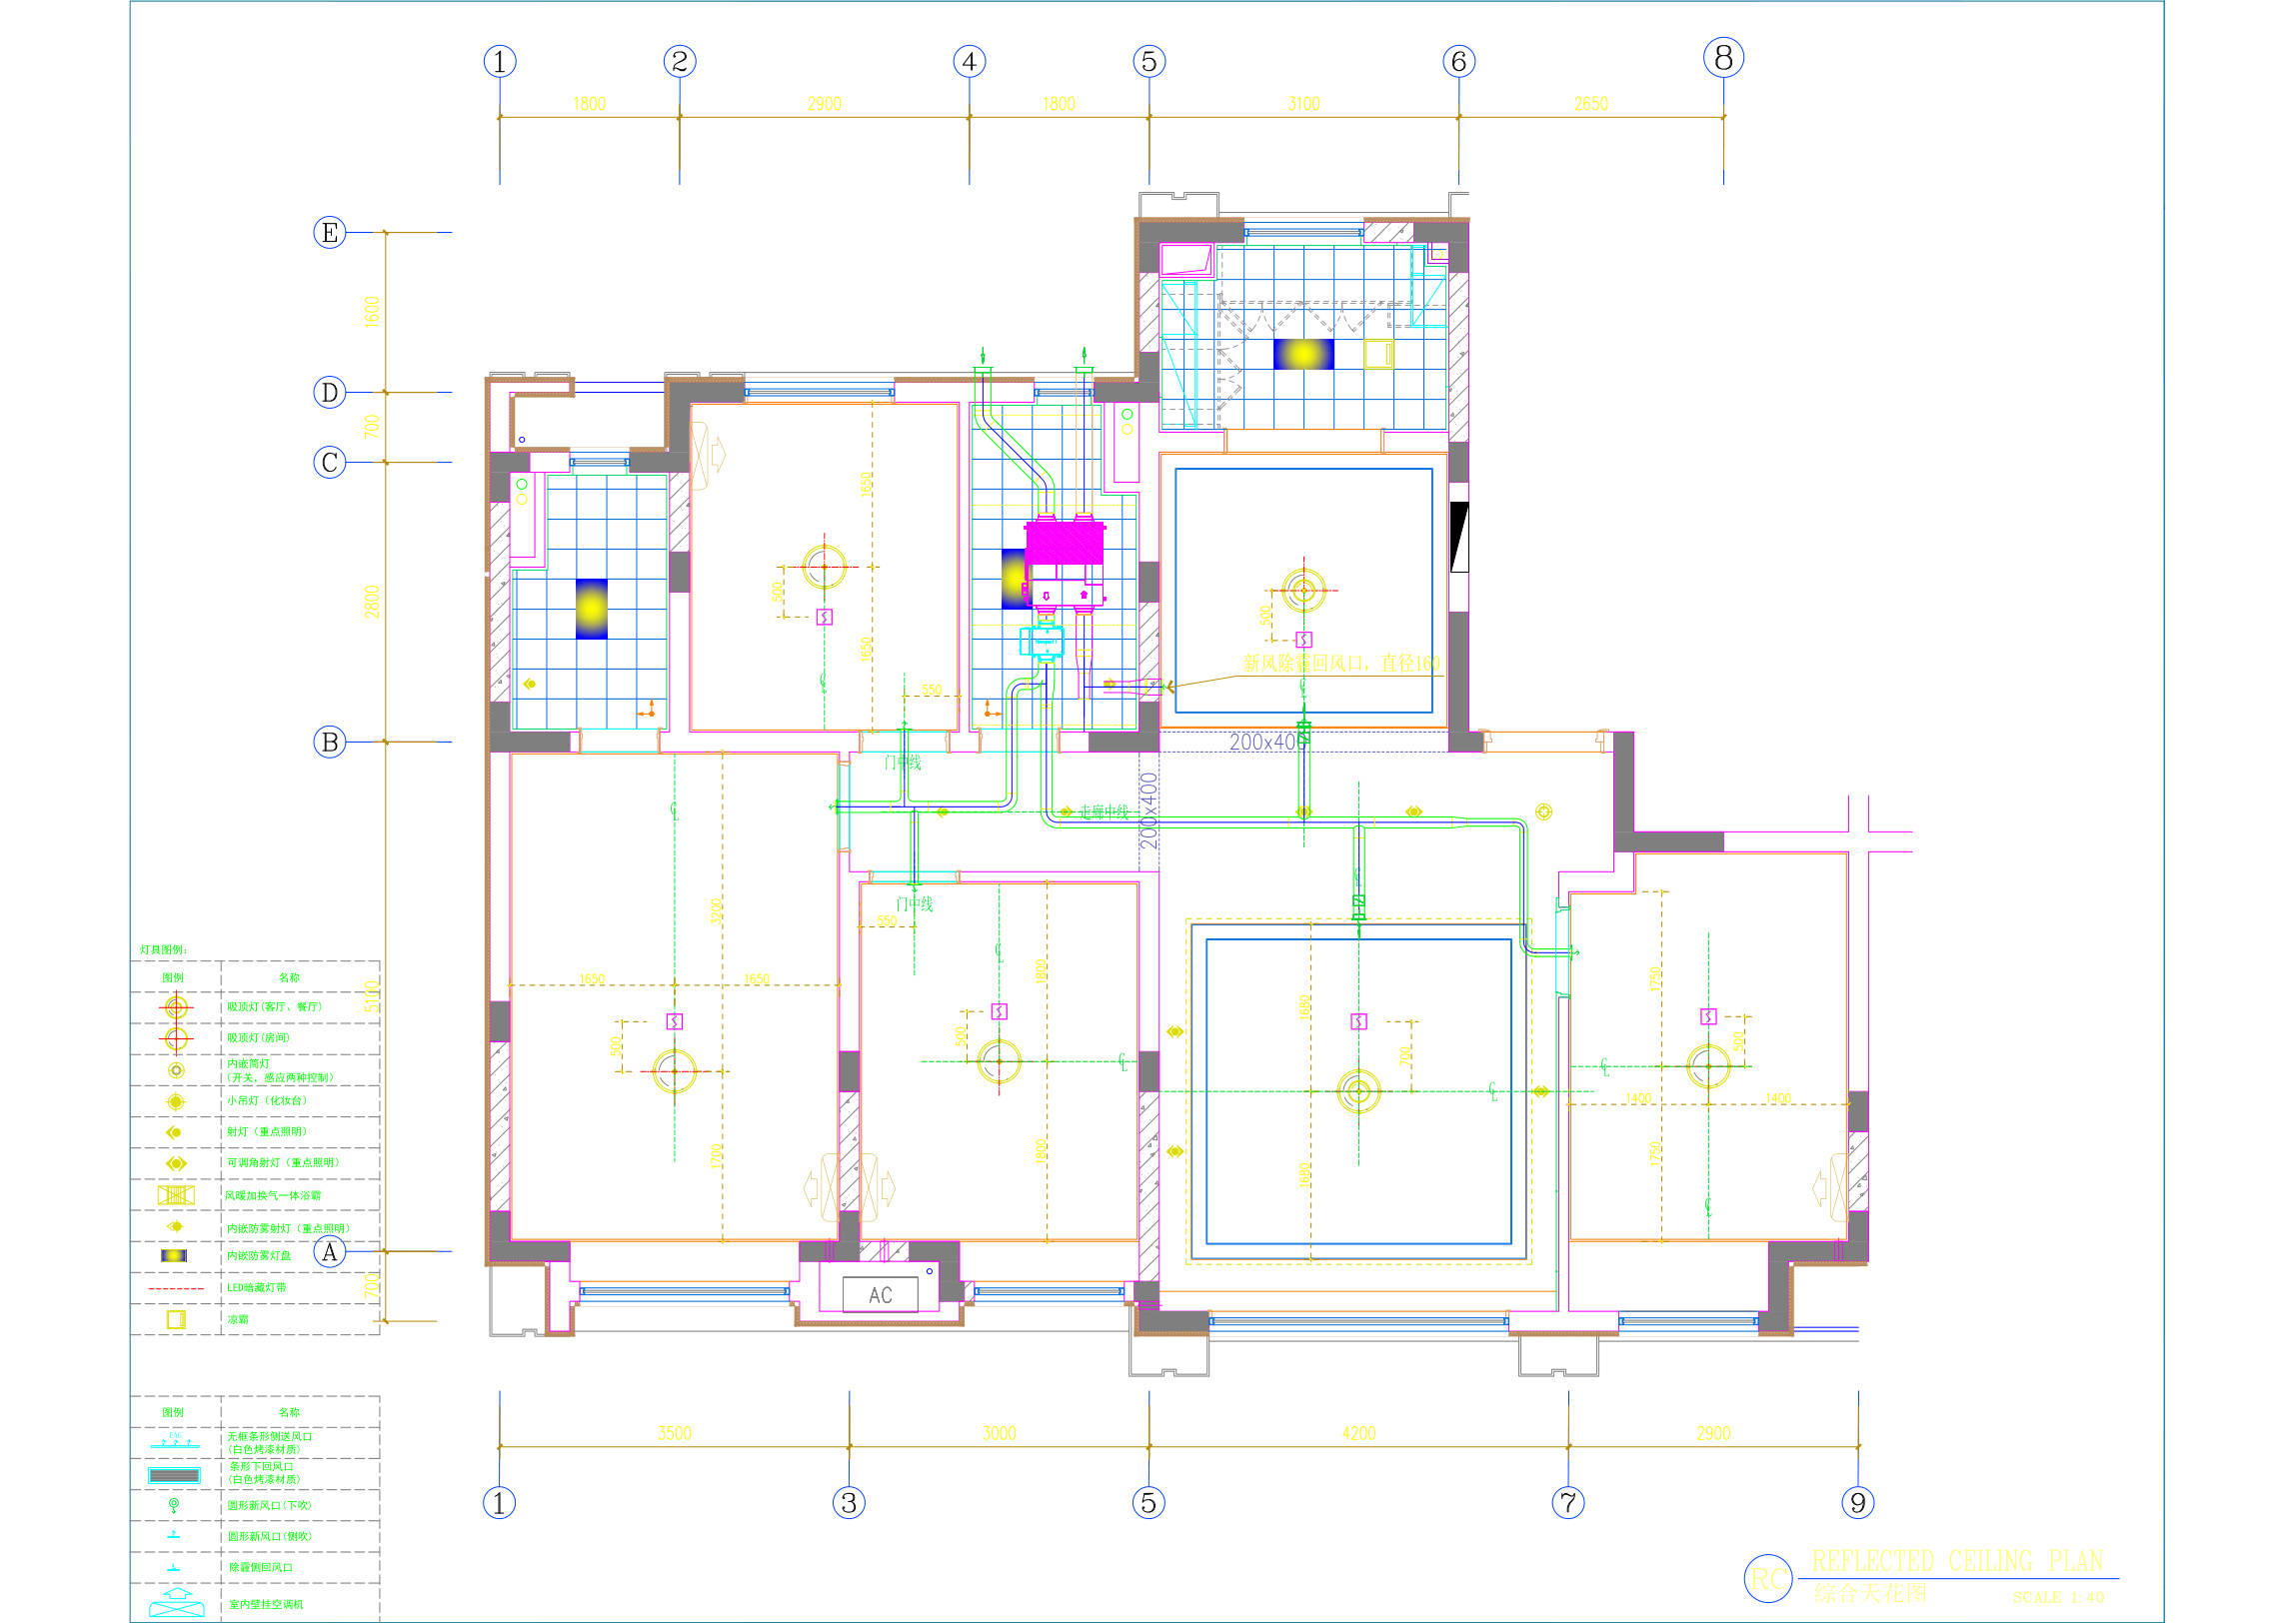 1 2 4 5 6 8
1800 2900 1800 3100 2650
E
1600
D
700
C
2800
B
5100
A
700
1650
1650
500
550
500
新风除霾回风口，直径160
200x400
200x400
门中线
走廊中线
门中线
550
3200
1650 1650
500
1700
1800
500
1800
1680
700
1680
1750
500
1400 1400
1750
AC
灯具图例:
图例 名称
吸顶灯(客厅、餐厅)
吸顶灯(房间)
内嵌筒灯
(开关、感应两种控制)
小吊灯（化妆台）
射灯（重点照明）
可调角射灯（重点照明）
风暖加换气一体浴霸
内嵌防雾射灯（重点照明）
内嵌防雾灯盘
LED暗藏灯带
凉霸
图例 名称
无框条形侧送风口
(白色烤漆材质)
条形下回风口
(白色烤漆材质)
圆形新风口(下吹)
圆形新风口(侧吹)
除霾侧回风口
室内壁挂空调机
3500 3000 4200 2900
1 3 5 7 9
RC
REFLECTED CEILING PLAN
综合天花图
SCALE 1:40